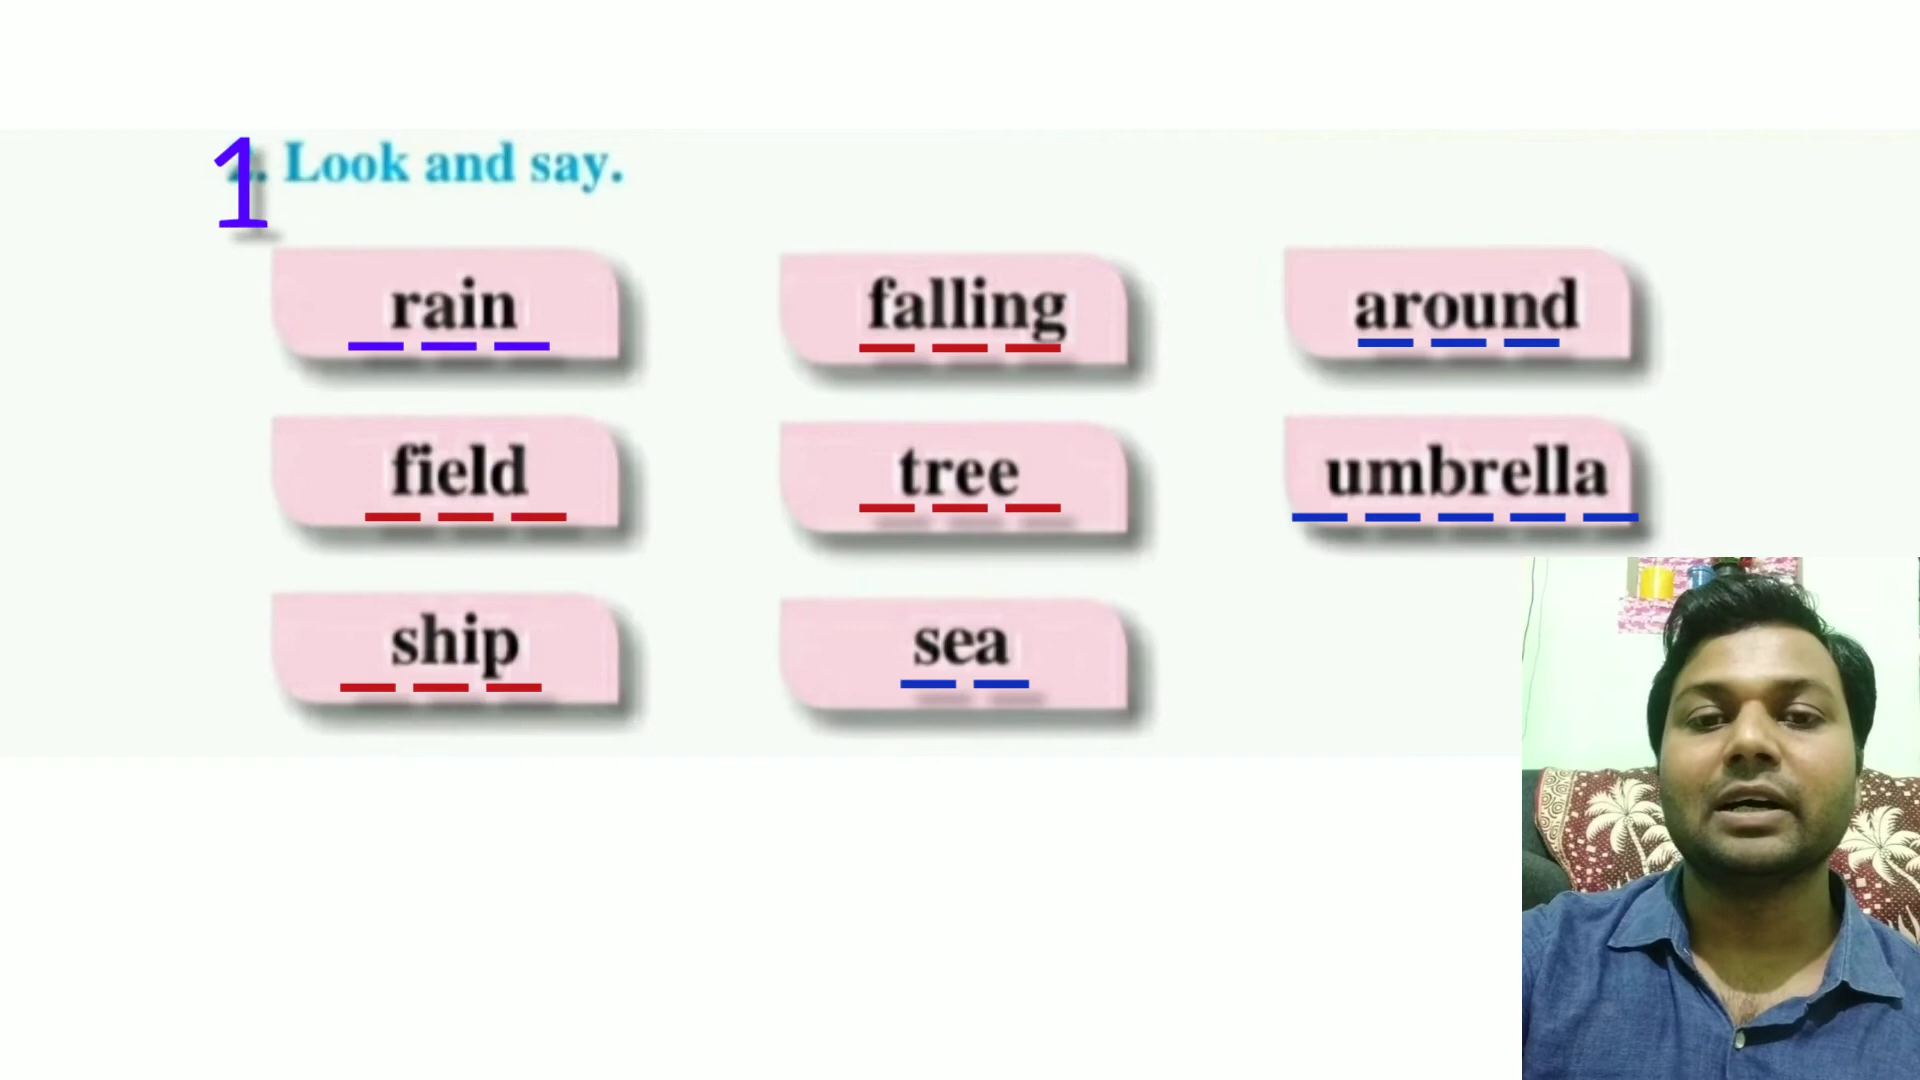 1. Look and say.
rain falling around
field tree umbrella
ship sea